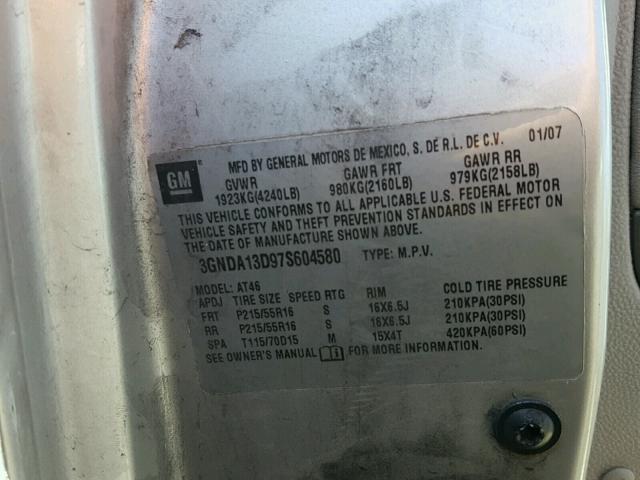 GM
MFD BY GENERAL MOTORS DE MEXICO, S. DE R.L. DE C.V. 01/07
GVWR GAWR FRT GAWR RR
1923KG(4240LB) 980KG(2160LB) 979KG(2158LB)
THIS VEHICLE CONFORMS TO ALL APPLICABLE U.S. FEDERAL MOTOR
VEHICLE SAFETY AND THEFT PREVENTION STANDARDS IN EFFECT ON
THE DATE OF MANUFACTURE SHOWN ABOVE.
3GNDA13D97S604580 TYPE: M.P.V.
MODEL: AT46
APDJ TIRE SIZE SPEED RTG RIM COLD TIRE PRESSURE
FRT P215/55R16 S 16X6.5J 210KPA(30PSI)
RR P215/55R16 S 16X6.5J 210KPA(30PSI)
SPA T115/70D15 M 15X4T 420KPA(60PSI)
SEE OWNER'S MANUAL FOR MORE INFORMATION.